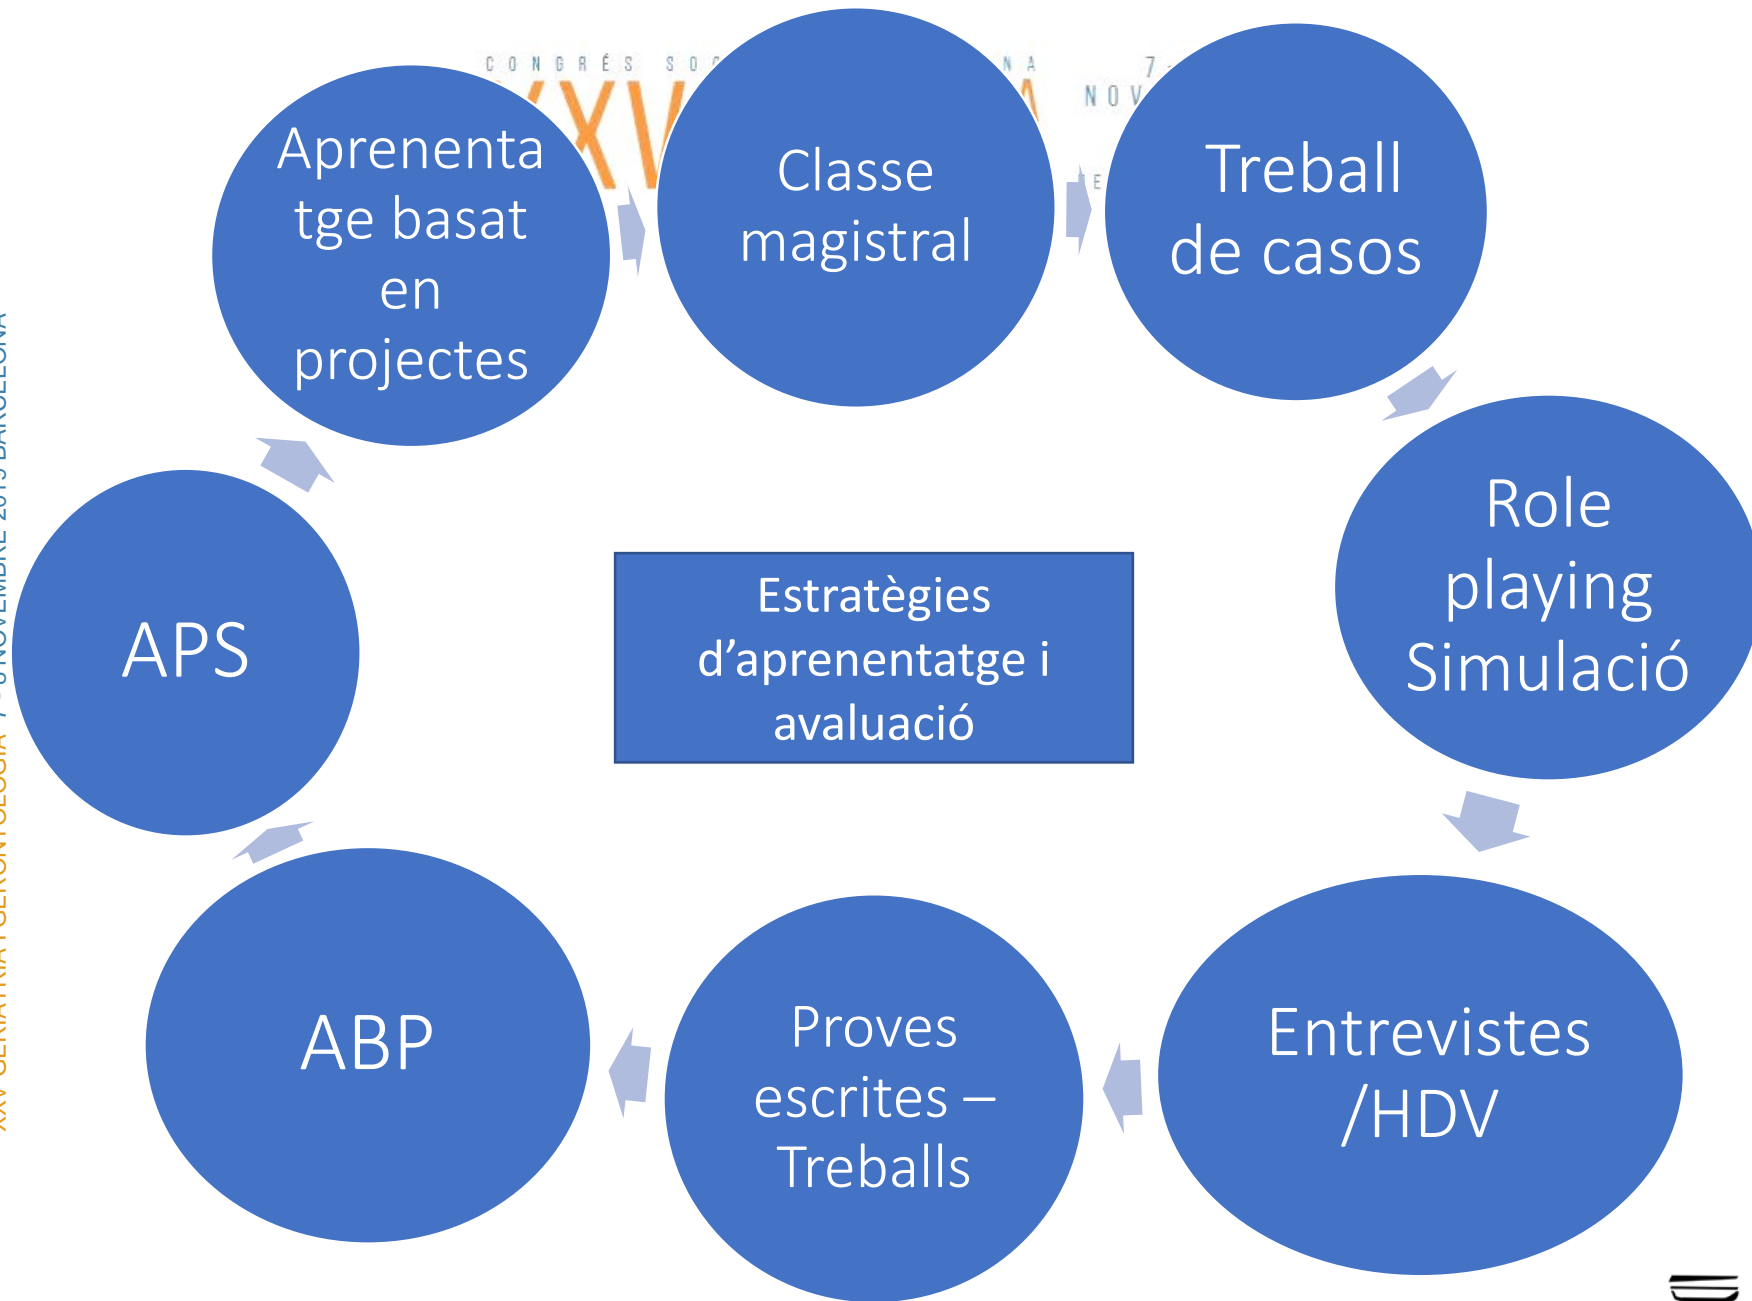 CONGRÉS
Aprenenta
tge basat
en
projectes
Classe
magistral
Treball
de casos
Role
playing
Simulació
Entrevistes
/HDV
Proves
escrites –
Treballs
ABP
APS
Estratègies
d’aprenentatge i
avaluació